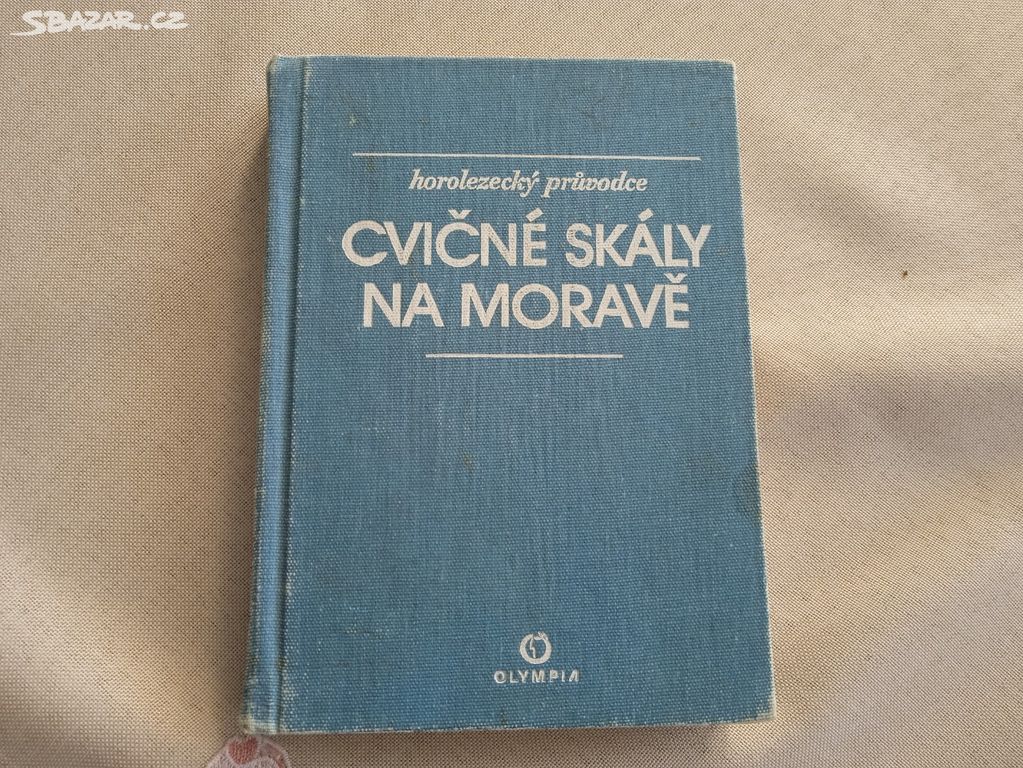 SBAZAR.CZ
horolezecký průvodce
CVIČNÉ SKÁLY
NA MORAVĚ
OLYMPIA